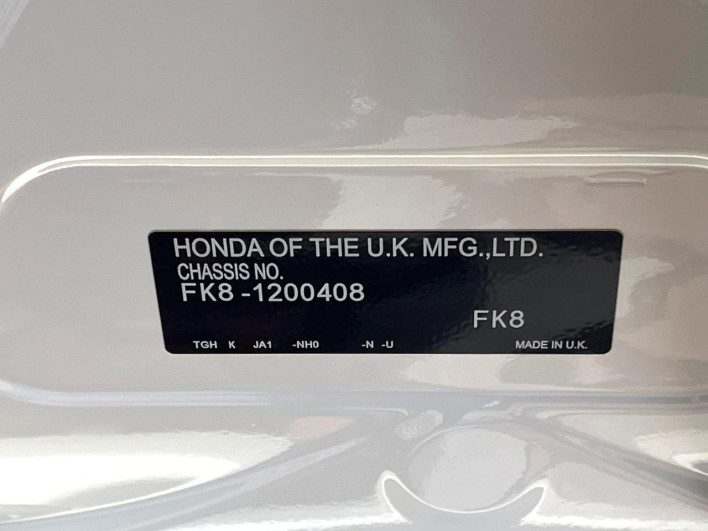 HONDA OF THE U.K. MFG.,LTD.
CHASSIS NO.
FK8 -1200408
FK8
TGH K JA1 -NH0 -N -U MADE IN U.K.